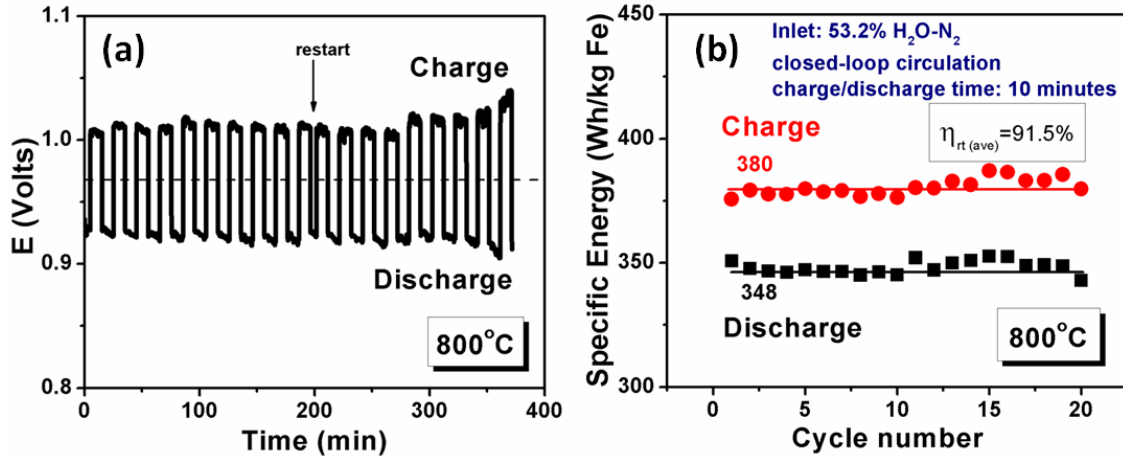 (a)
restart
Charge
Discharge
800°C
E (Volts)
1.1
1.0
0.9
0.8
0
100
200
300
400
Time (min)
(b)
Inlet: 53.2% H₂O-N₂
closed-loop circulation
charge/discharge time: 10 minutes
Charge
η rt (ave) =91.5%
380
348
Discharge
800°C
Specific Energy (Wh/kg Fe)
450
400
350
300
0
5
10
15
20
Cycle number